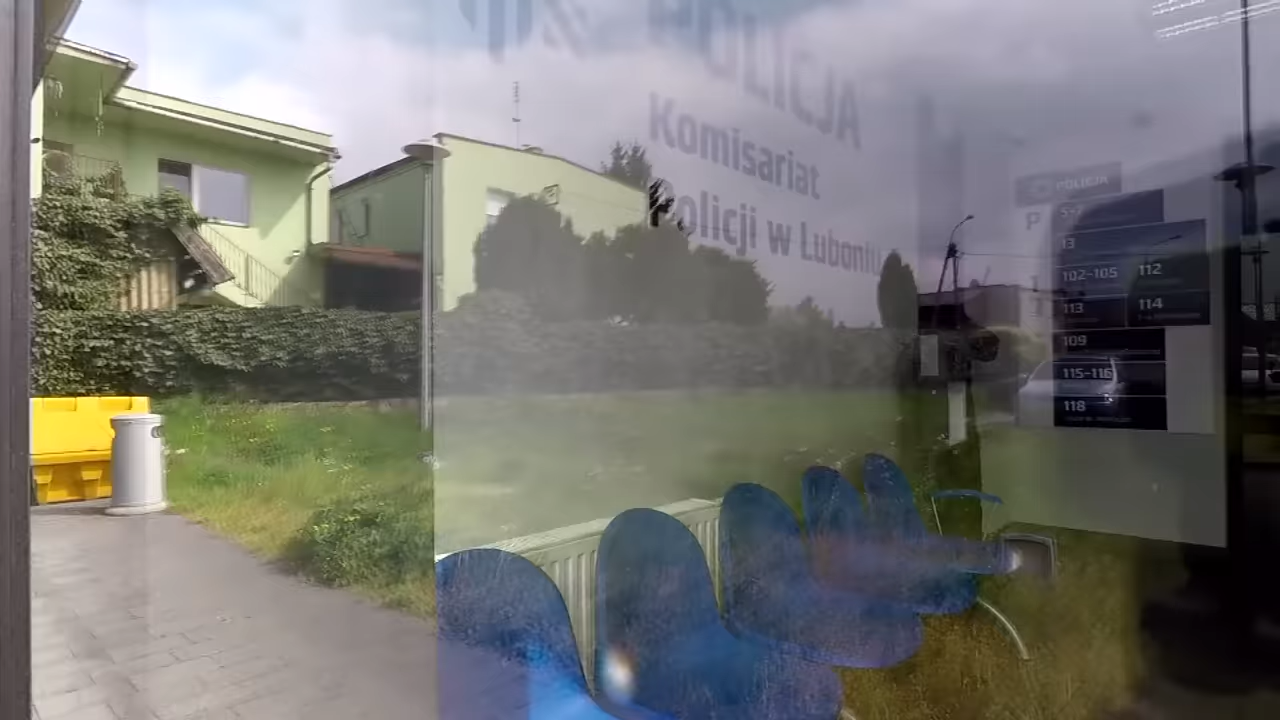 POLICJA
Komisariat
Policji w Luboniu
POLICJA
P
13
102-105 112
113 114
109
115-116
118